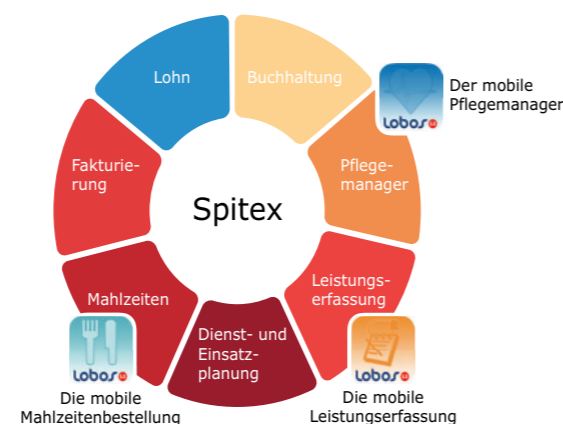 Lohn
Buchhaltung
Der mobile
Pflegemanager
Lobos
Fakturie-
rung
Pflege-
manager
Spitex
Leistungs-
erfassung
Mahlzeiten
Dienst- und
Einsatz-
planung
Lobos
Lobos
Die mobile
Mahlzeitenbestellung
Die mobile
Leistungserfassung